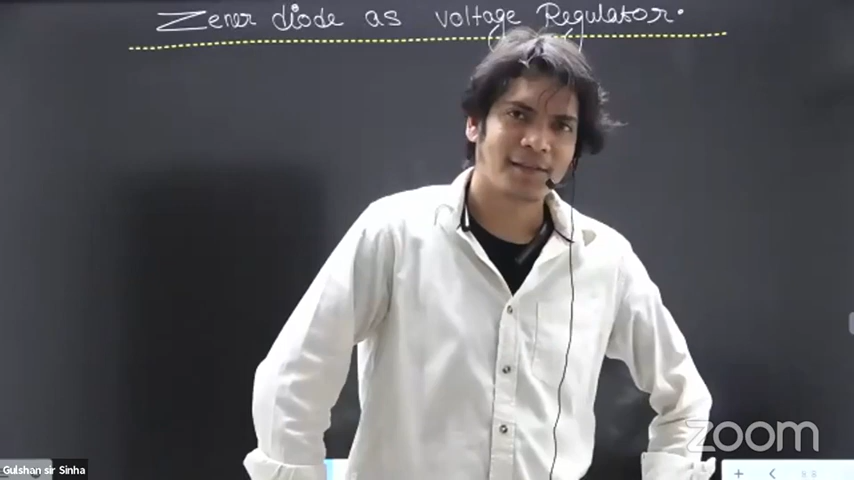 Zener diode as voltage Regulator.
zoom
Gulshan sir Sinha